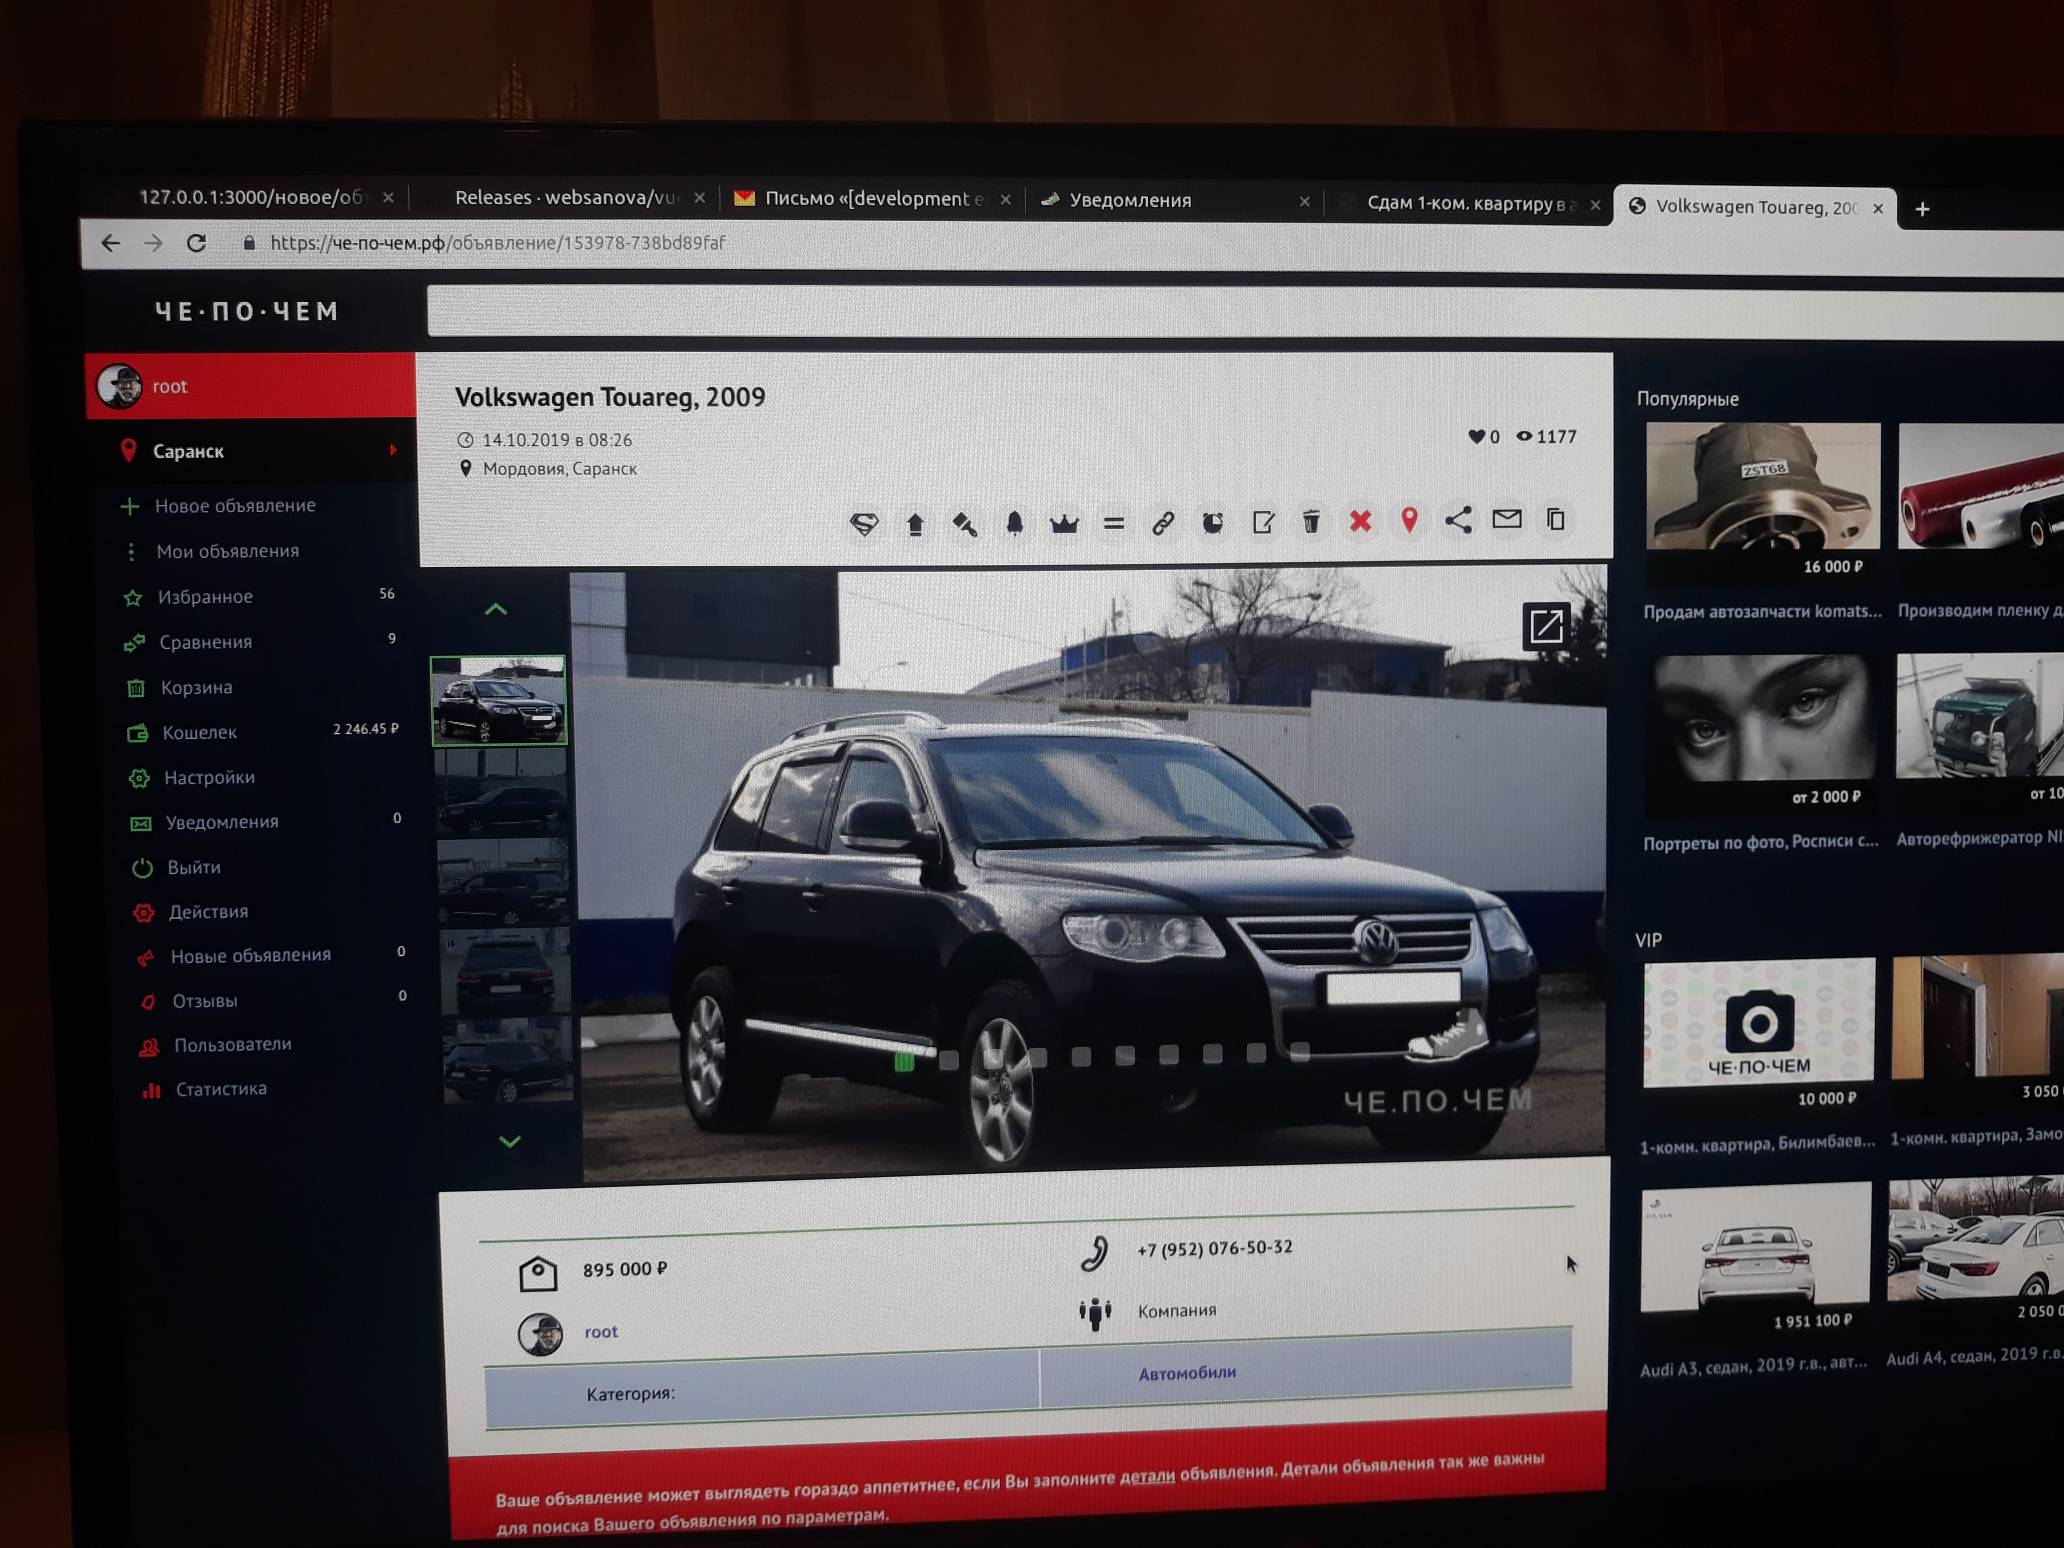 127.0.0.1:3000/новое/об
Releases · websanova/vu
Письмо «[development e
Уведомления
Сдам 1-ком. квартиру в а
Volkswagen Touareg, 200
https://че-по-чем.рф/объявление/153978-738bd89faf
ЧЕ·ПО·ЧЕМ
root
Саранск
Новое объявление
Мои объявления
Избранное 56
Сравнения 9
Корзина
Кошелек 2 246.45 ₽
Настройки
Уведомления 0
Выйти
Действия
Новые объявления 0
Отзывы 0
Пользователи
Статистика
Volkswagen Touareg, 2009
14.10.2019 в 08:26
Мордовия, Саранск
0 1177
ЧЕ.ПО.ЧЕМ
895 000 ₽
+7 (952) 076-50-32
root
Компания
Категория:
Автомобили
Ваше объявление может выглядеть гораздо аппетитнее, если Вы заполните детали объявления. Детали объявления так же важны
для поиска Вашего объявления по параметрам.
Популярные
ZST6B
16 000 ₽
Продам автозапчасти komats...
Производим пленку д
от 2 000 ₽
от 10
Портреты по фото, Росписи с...
Авторефрижератор NI
VIP
ЧЕ·ПО·ЧЕМ
10 000 ₽
3 050
1-комн. квартира, Билимбаев...
1-комн. квартира, Замо
1 951 100 ₽
2 050 0
Audi A3, седан, 2019 г.в., авт...
Audi A4, седан, 2019 г.в.